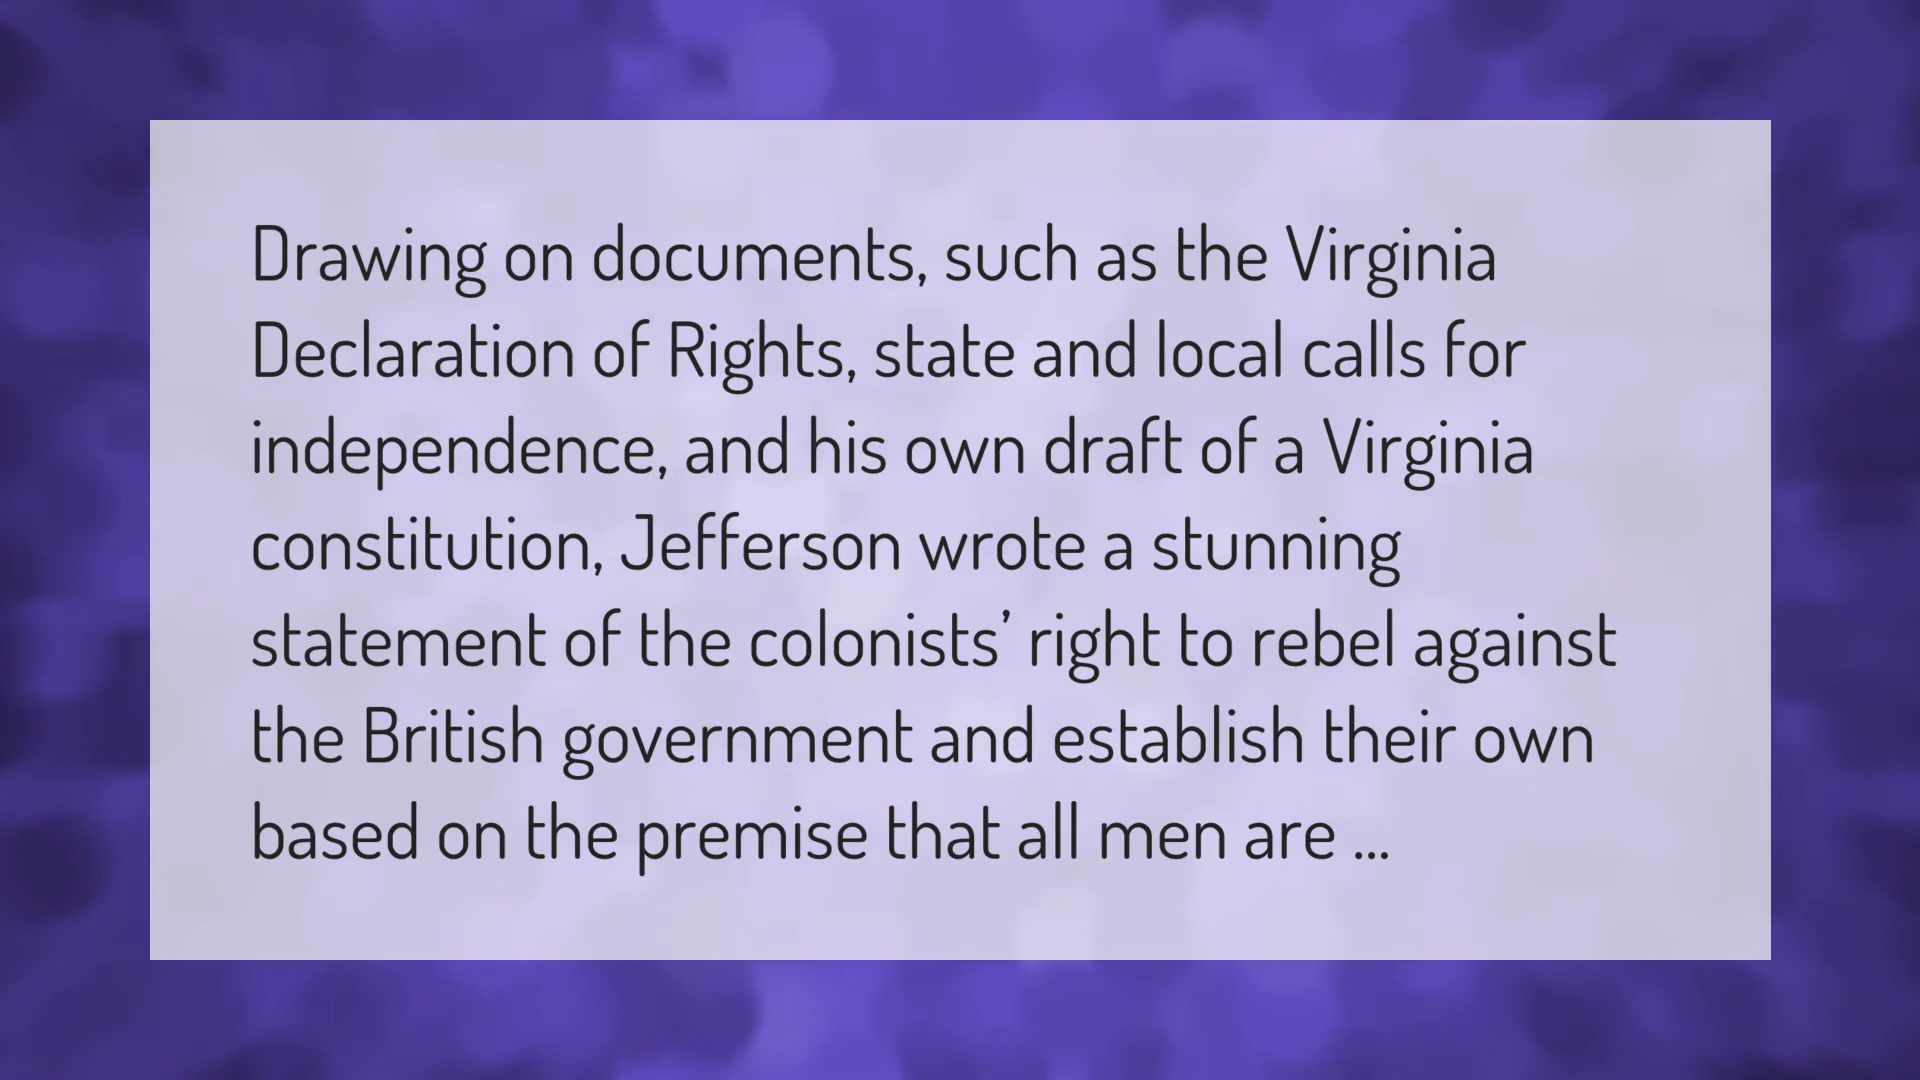 Drawing on documents, such as the Virginia
Declaration of Rights, state and local calls for
independence, and his own draft of a Virginia
constitution, Jefferson wrote a stunning
statement of the colonists’ right to rebel against
the British government and establish their own
based on the premise that all men are ...